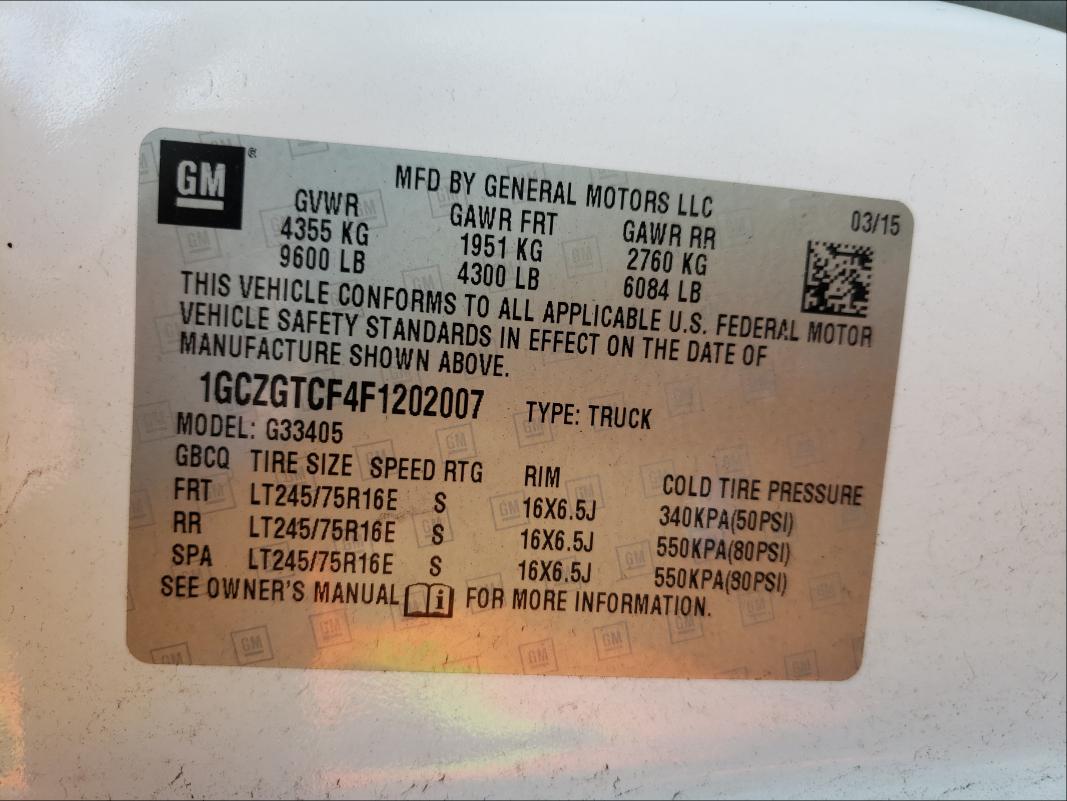 GM®
MFD BY GENERAL MOTORS LLC
03/15
GVWR GAWR FRT GAWR RR
4355 KG 1951 KG 2760 KG
9600 LB 4300 LB 6084 LB
THIS VEHICLE CONFORMS TO ALL APPLICABLE U.S. FEDERAL MOTOR
VEHICLE SAFETY STANDARDS IN EFFECT ON THE DATE OF
MANUFACTURE SHOWN ABOVE.
1GCZGTCF4F1202007 TYPE: TRUCK
MODEL: G33405
GBCQ TIRE SIZE SPEED RTG RIM COLD TIRE PRESSURE
FRT LT245/75R16E S 16X6.5J 340KPA(50PSI)
RR LT245/75R16E S 16X6.5J 550KPA(80PSI)
SPA LT245/75R16E S 16X6.5J 550KPA(80PSI)
SEE OWNER'S MANUAL i FOR MORE INFORMATION.